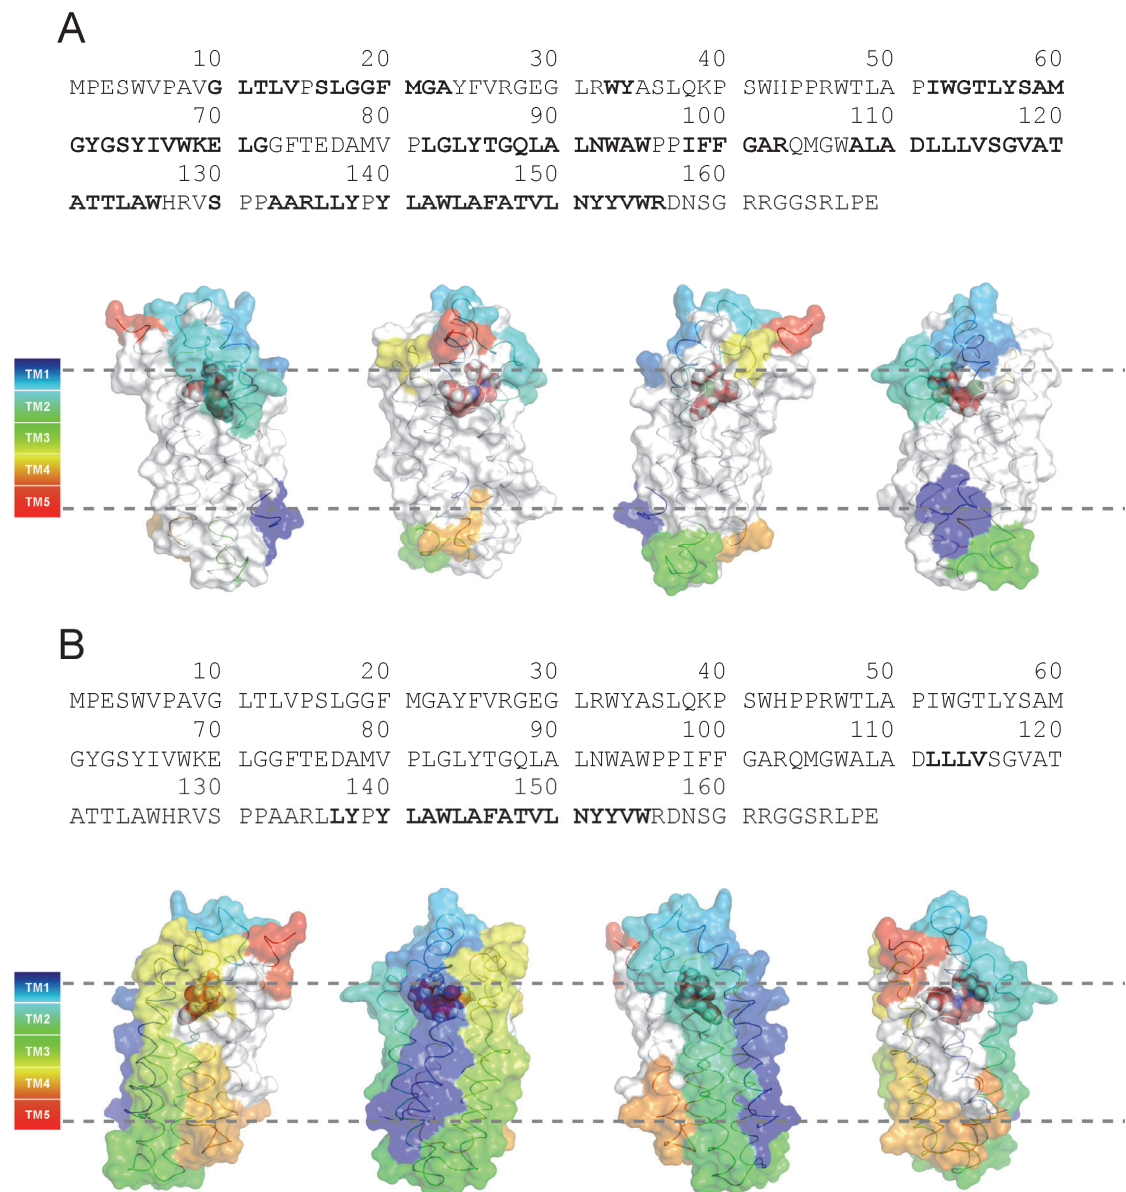 A
10 20 30 40 50 60
MPESWVPAVG LTLVPSLGGF MGAYFVRGEG LRWYASLQKP SWHPPRWTLA PIWGTLYSAM
70 80 90 100 110 120
GYGSYIVWKE LGGFTEDAMV PLGLYTGQLA LNWAWPPIFF GARQMGWALA DLLLVSGVAT
130 140 150 160
ATTLAWHRVS PPAARLLYPY LAWLAFATVL NYYVWRDNSG RRGGSRLPE
TM1
TM2
TM3
TM4
TM5
B
10 20 30 40 50 60
MPESWVPAVG LTLVPSLGGF MGAYFVRGEG LRWYASLQKP SWHPPRWTLA PIWGTLYSAM
70 80 90 100 110 120
GYGSYIVWKE LGGFTEDAMV PLGLYTGQLA LNWAWPPIFF GARQMGWALA DLLLVSGVAT
130 140 150 160
ATTLAWHRVS PPAARLLYPY LAWLAFATVL NYYVWRDNSG RRGGSRLPE
TM1
TM2
TM3
TM4
TM5